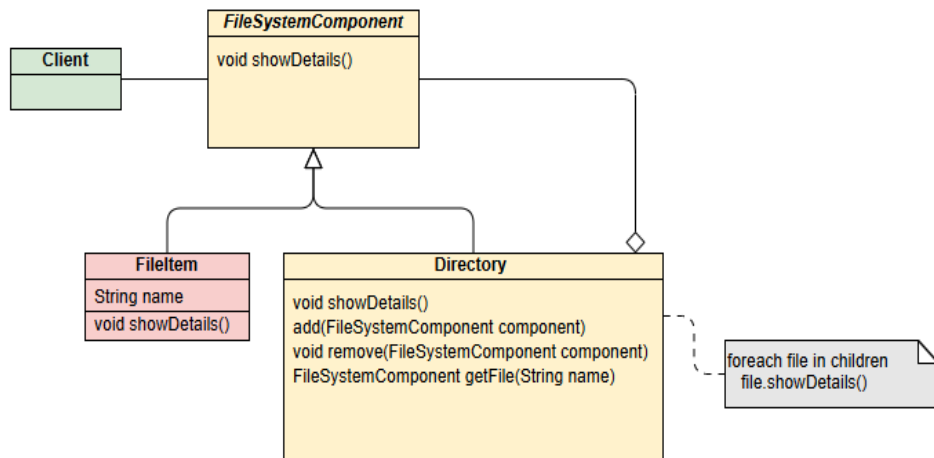 FileSystemComponent
void showDetails()
Client
FileItem
String name
void showDetails()
Directory
void showDetails()
add(FileSystemComponent component)
void remove(FileSystemComponent component)
FileSystemComponent getFile(String name)
foreach file in children
file.showDetails()